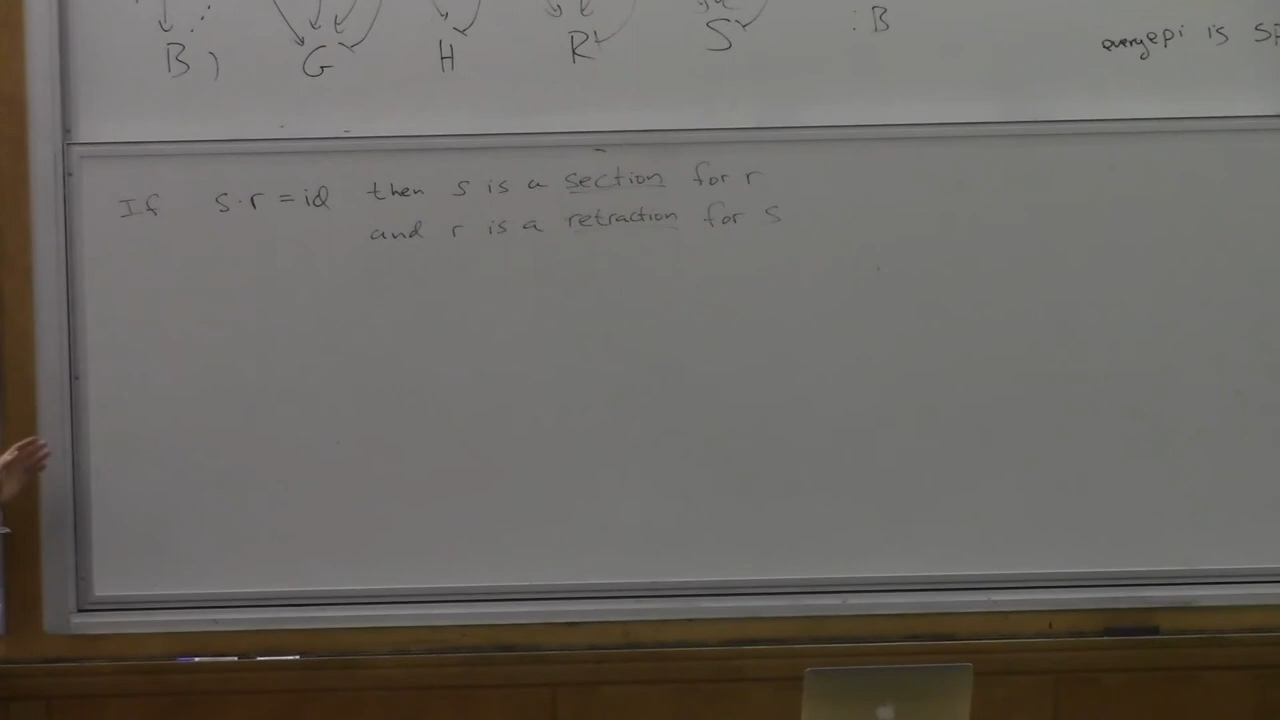 B ) G H R S : B
every epi is
If s · r = id then s is a section for r
and r is a retraction for s